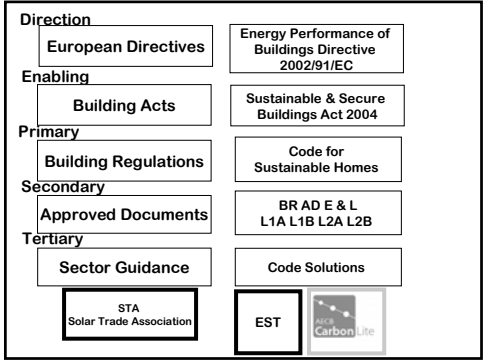 Direction
European Directives
Energy Performance of
Buildings Directive
2002/91/EC
Enabling
Building Acts
Sustainable & Secure
Buildings Act 2004
Primary
Building Regulations
Code for
Sustainable Homes
Secondary
Approved Documents
BR AD E & L
L1A L1B L2A L2B
Tertiary
Sector Guidance
Code Solutions
STA
Solar Trade Association
EST
AECB
CarbonLite